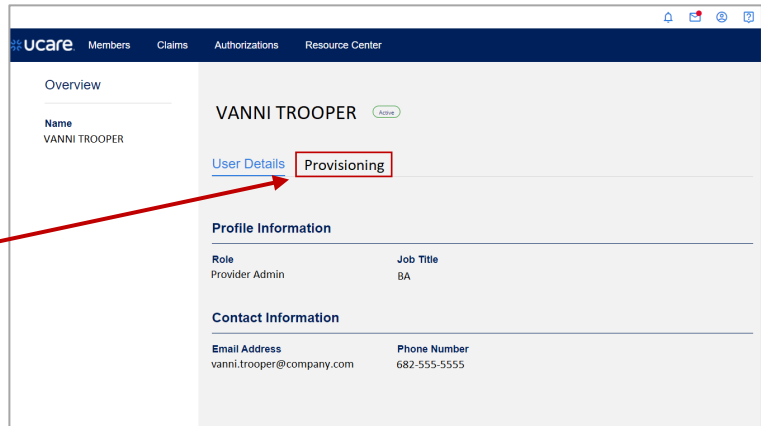 ucare. Members Claims Authorizations Resource Center
Overview
Name
VANNI TROOPER
VANNI TROOPER Active
User Details Provisioning
Profile Information
Role Job Title
Provider Admin BA
Contact Information
Email Address Phone Number
vanni.trooper@company.com 682-555-5555